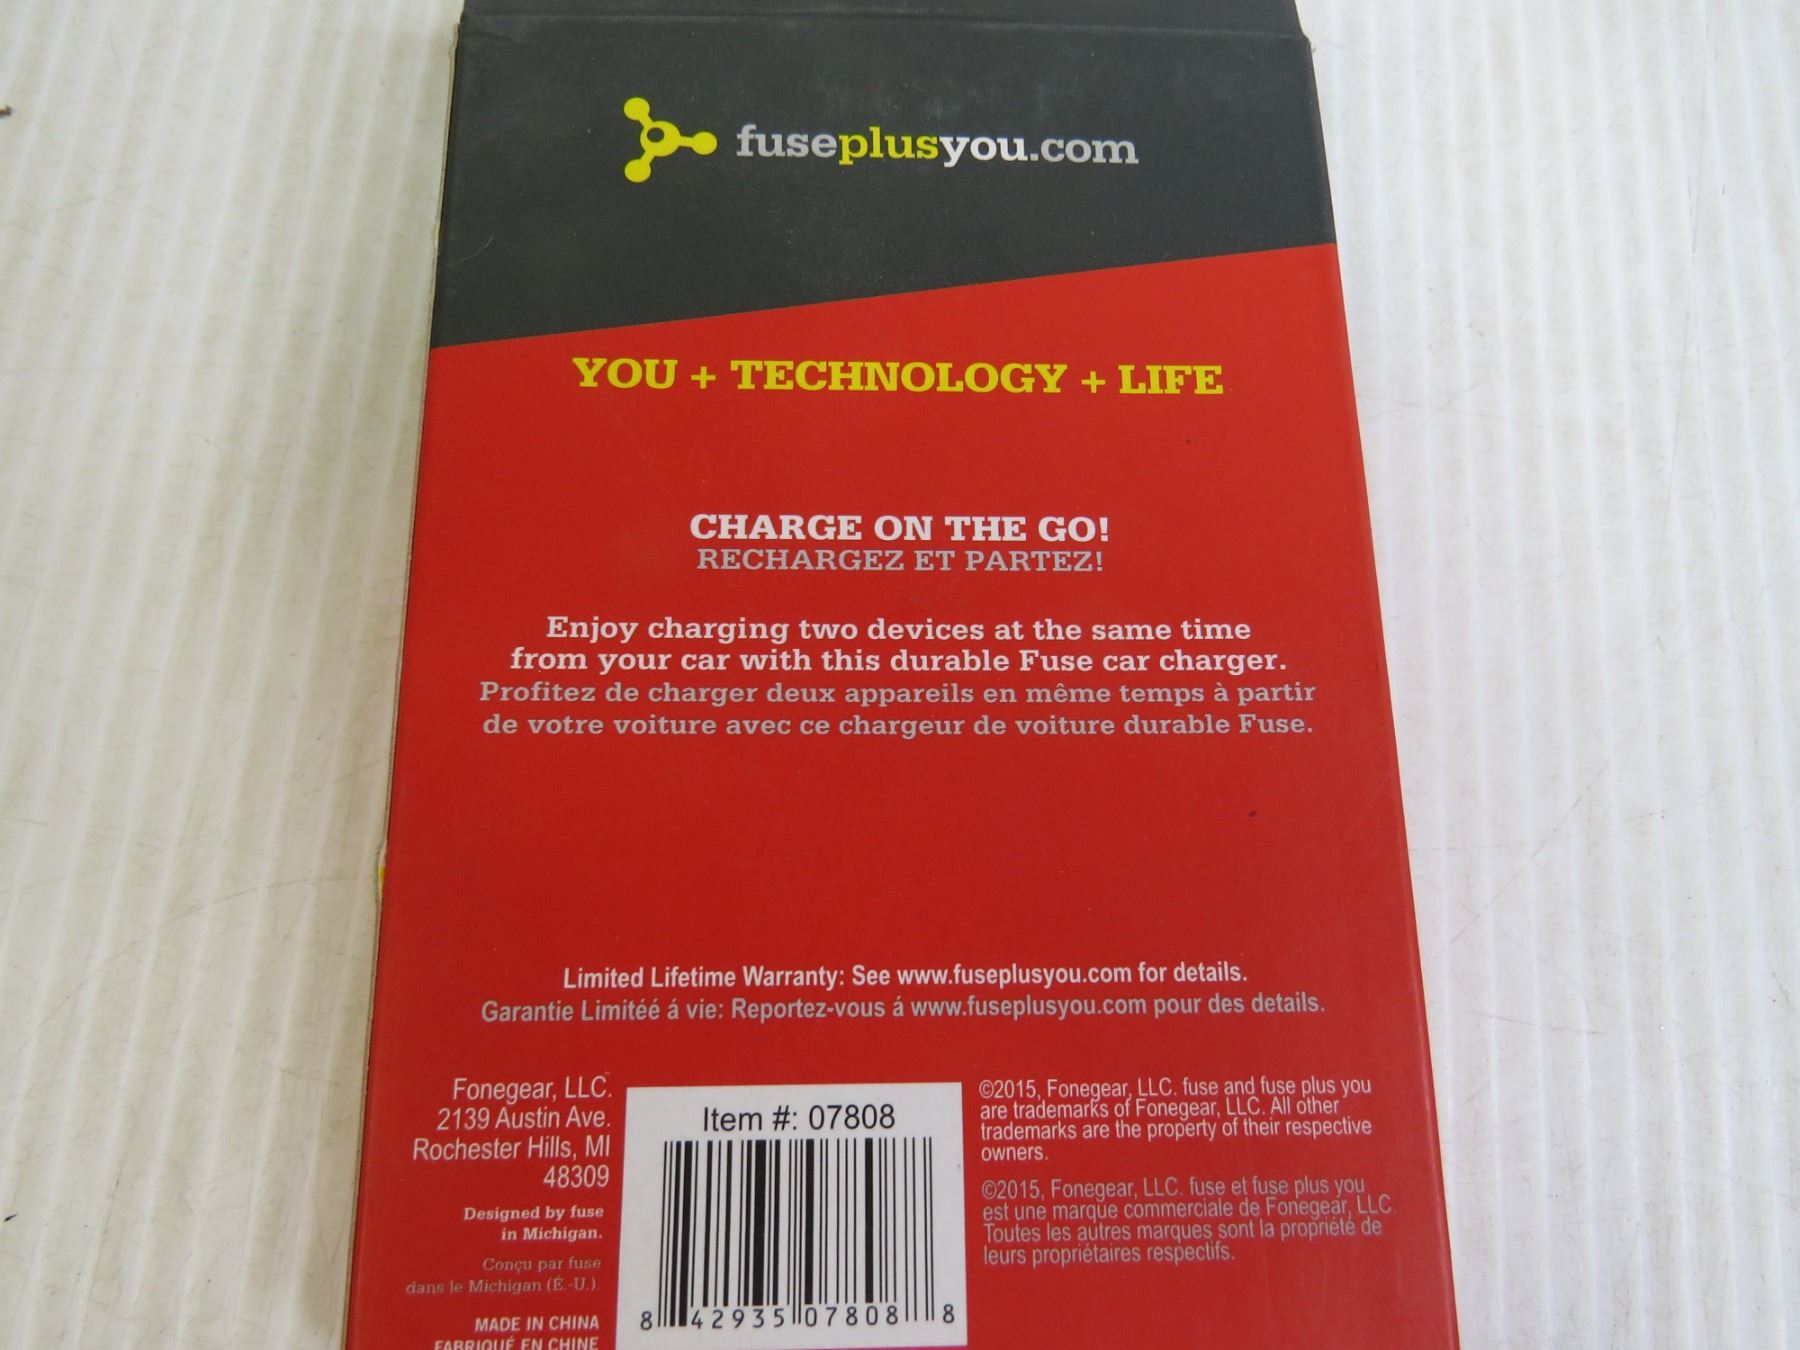 fuseplusyou.com
YOU + TECHNOLOGY + LIFE
CHARGE ON THE GO!
RECHARGEZ ET PARTEZ!
Enjoy charging two devices at the same time
from your car with this durable Fuse car charger.
Profitez de charger deux appareils en même temps à partir
de votre voiture avec ce chargeur de voiture durable Fuse.
Limited Lifetime Warranty: See www.fuseplusyou.com for details.
Garantie Limitéé á vie: Reportez-vous á www.fuseplusyou.com pour des details.
Fonegear, LLC.
2139 Austin Ave.
Rochester Hills, MI
48309
Designed by fuse
in Michigan.
Conçu par fuse
dans le Michigan (É.-U.).
MADE IN CHINA
FABRIQUÉ EN CHINE
Item #: 07808
8 42935 07808 8
©2015, Fonegear, LLC. fuse and fuse plus you
are trademarks of Fonegear, LLC. All other
trademarks are the property of their respective
owners.
©2015, Fonegear, LLC. fuse et fuse plus you
est une marque commerciale de Fonegear, LLC.
Toutes les autres marques sont la propriété de
leurs propriétaires respectifs.